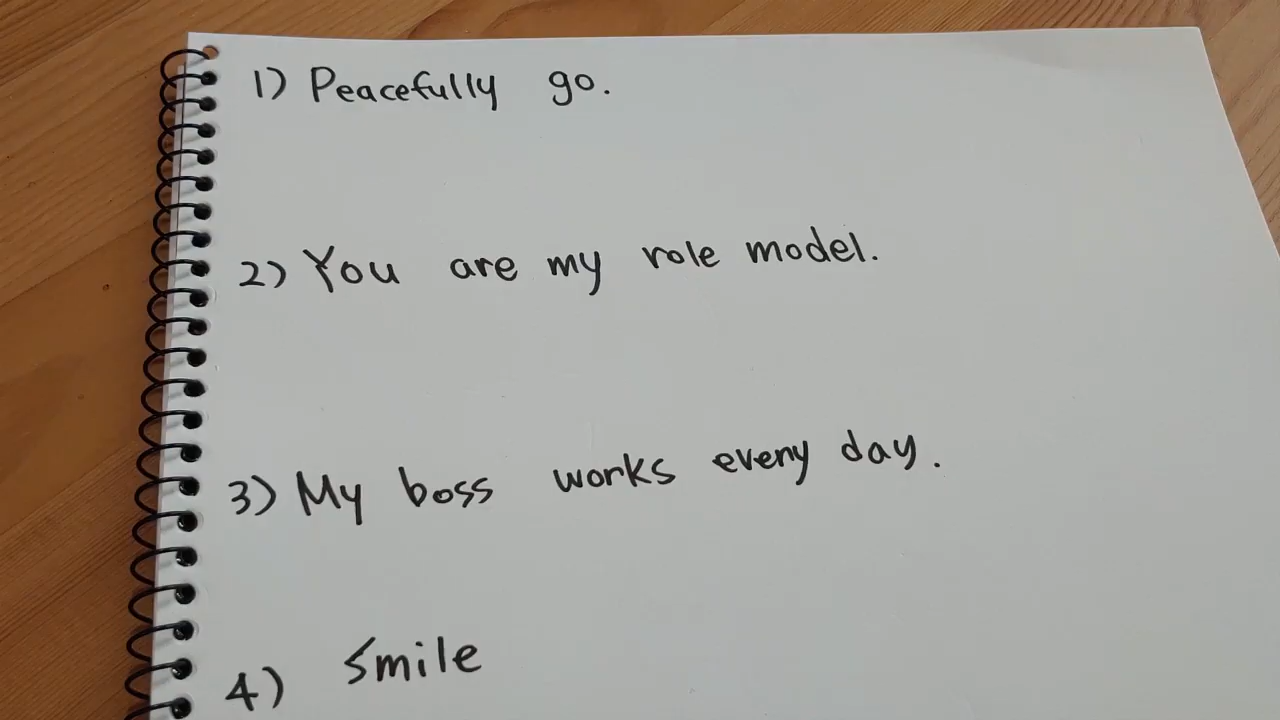 1) Peacefully go.
2) You are my role model.
3) My boss works every day.
4) Smile